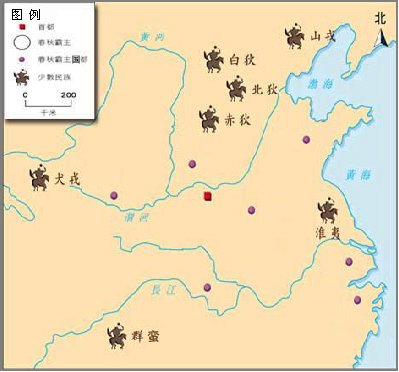 图例
首都
春秋霸主
春秋霸主国都
少数民族
0 200
千米
北
黄河
山戎
白狄
渤海
北狄
赤狄
黄海
犬戎
渭河
淮夷
長江
群蛮